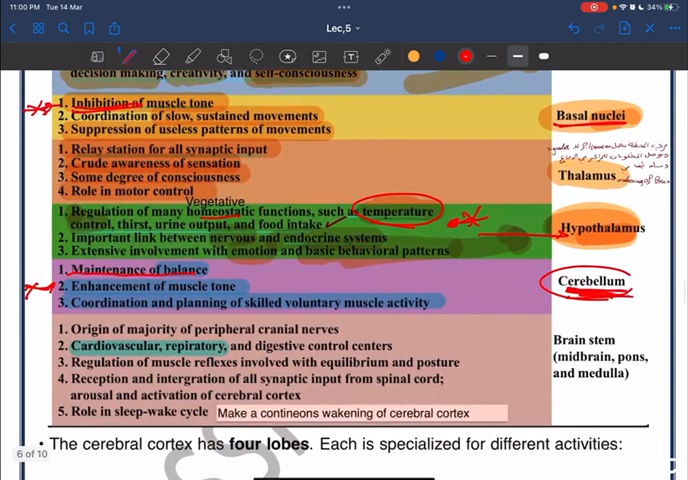 11:00 PM Tue 14 Mar
34%
Lec,5
decision making, creativity, and self-consciousness
1. Inhibition of muscle tone
2. Coordination of slow, sustained movements
3. Suppression of useless patterns of movements
Basal nuclei
1. Relay station for all synaptic input
2. Crude awareness of sensation
3. Some degree of consciousness
4. Role in motor control
Thalamus
Vegetative
1. Regulation of many homeostatic functions, such as temperature
control, thirst, urine output, and food intake
2. Important link between nervous and endocrine systems
3. Extensive involvement with emotion and basic behavioral patterns
Hypothalamus
1. Maintenance of balance
2. Enhancement of muscle tone
3. Coordination and planning of skilled voluntary muscle activity
Cerebellum
1. Origin of majority of peripheral cranial nerves
2. Cardiovascular, repiratory, and digestive control centers
3. Regulation of muscle reflexes involved with equilibrium and posture
4. Reception and intergration of all synaptic input from spinal cord;
arousal and activation of cerebral cortex
5. Role in sleep-wake cycle Make a contineons wakening of cerebral cortex
Brain stem
(midbrain, pons,
and medulla)
6 of 10
• The cerebral cortex has four lobes. Each is specialized for different activities: